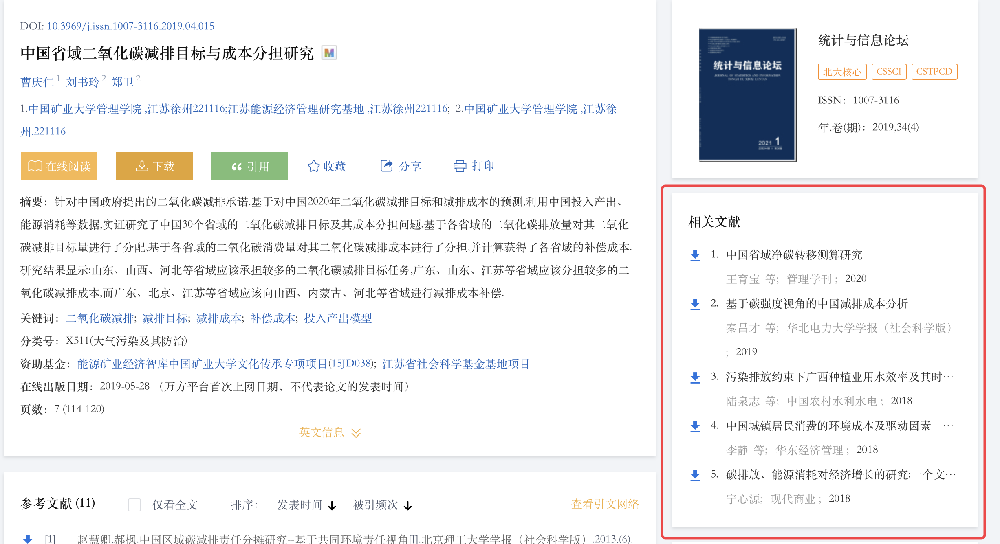 DOI: 10.3969/j.issn.1007-3116.2019.04.015
中国省域二氧化碳减排目标与成本分担研究 M
曹庆仁1 刘书玲2 郑卫2
1.中国矿业大学管理学院 ,江苏徐州221116;江苏能源经济管理研究基地 ,江苏徐州221116; 2.中国矿业大学管理学院 ,江苏徐
州,221116
在线阅读 下载 引用 收藏 分享 打印
摘要：针对中国政府提出的二氧化碳减排承诺,基于对中国2020年二氧化碳减排目标和减排成本的预测,利用中国投入产出、
能源消耗等数据,实证研究了中国30个省域的二氧化碳减排目标及其成本分担问题.基于各省域的二氧化碳排放量对其二氧化
碳减排目标量进行了分配,基于各省域的二氧化碳消费量对其二氧化碳减排成本进行了分担,并计算获得了各省域的补偿成本.
研究结果显示:山东、山西、河北等省域应该承担较多的二氧化碳减排目标任务,广东、山东、江苏等省域应该分担较多的二
氧化碳减排成本,而广东、北京、江苏等省域应该向山西、内蒙古、河北等省域进行减排成本补偿.
关键词：二氧化碳减排; 减排目标; 减排成本; 补偿成本; 投入产出模型
分类号：X511(大气污染及其防治)
资助基金：能源矿业经济智库中国矿业大学文化传承专项项目(15JD038); 江苏省社会科学基金基地项目
在线出版日期：2019-05-28 （万方平台首次上网日期，不代表论文的发表时间）
页数：7 (114-120)
英文信息
参考文献 (11) 仅看全文 排序： 发表时间 被引频次 查看引文网络
[1] 赵慧卿,郝枫.中国区域碳减排责任分摊研究--基于共同环境责任视角[J].北京理工大学学报（社会科学版）.2013,(6).
统计与信息论坛
JOURNAL OF STATISTICS AND INFORMATION
TONGJI YU XINXI LUNTAN
2021 1
统计与信息论坛
北大核心 CSSCI CSTPCD
ISSN： 1007-3116
年,卷(期)： 2019,34(4)
相关文献
1. 中国省域净碳转移测算研究
王育宝 等; 管理学刊 ; 2020
2. 基于碳强度视角的中国减排成本分析
秦昌才 等; 华北电力大学学报（社会科学版）
; 2019
3. 污染排放约束下广西种植业用水效率及其时…
陆泉志 等; 中国农村水利水电 ; 2018
4. 中国城镇居民消费的环境成本及驱动因素—…
李静 等; 华东经济管理 ; 2018
5. 碳排放、能源消耗对经济增长的研究:一个文…
宁心源; 现代商业 ; 2018